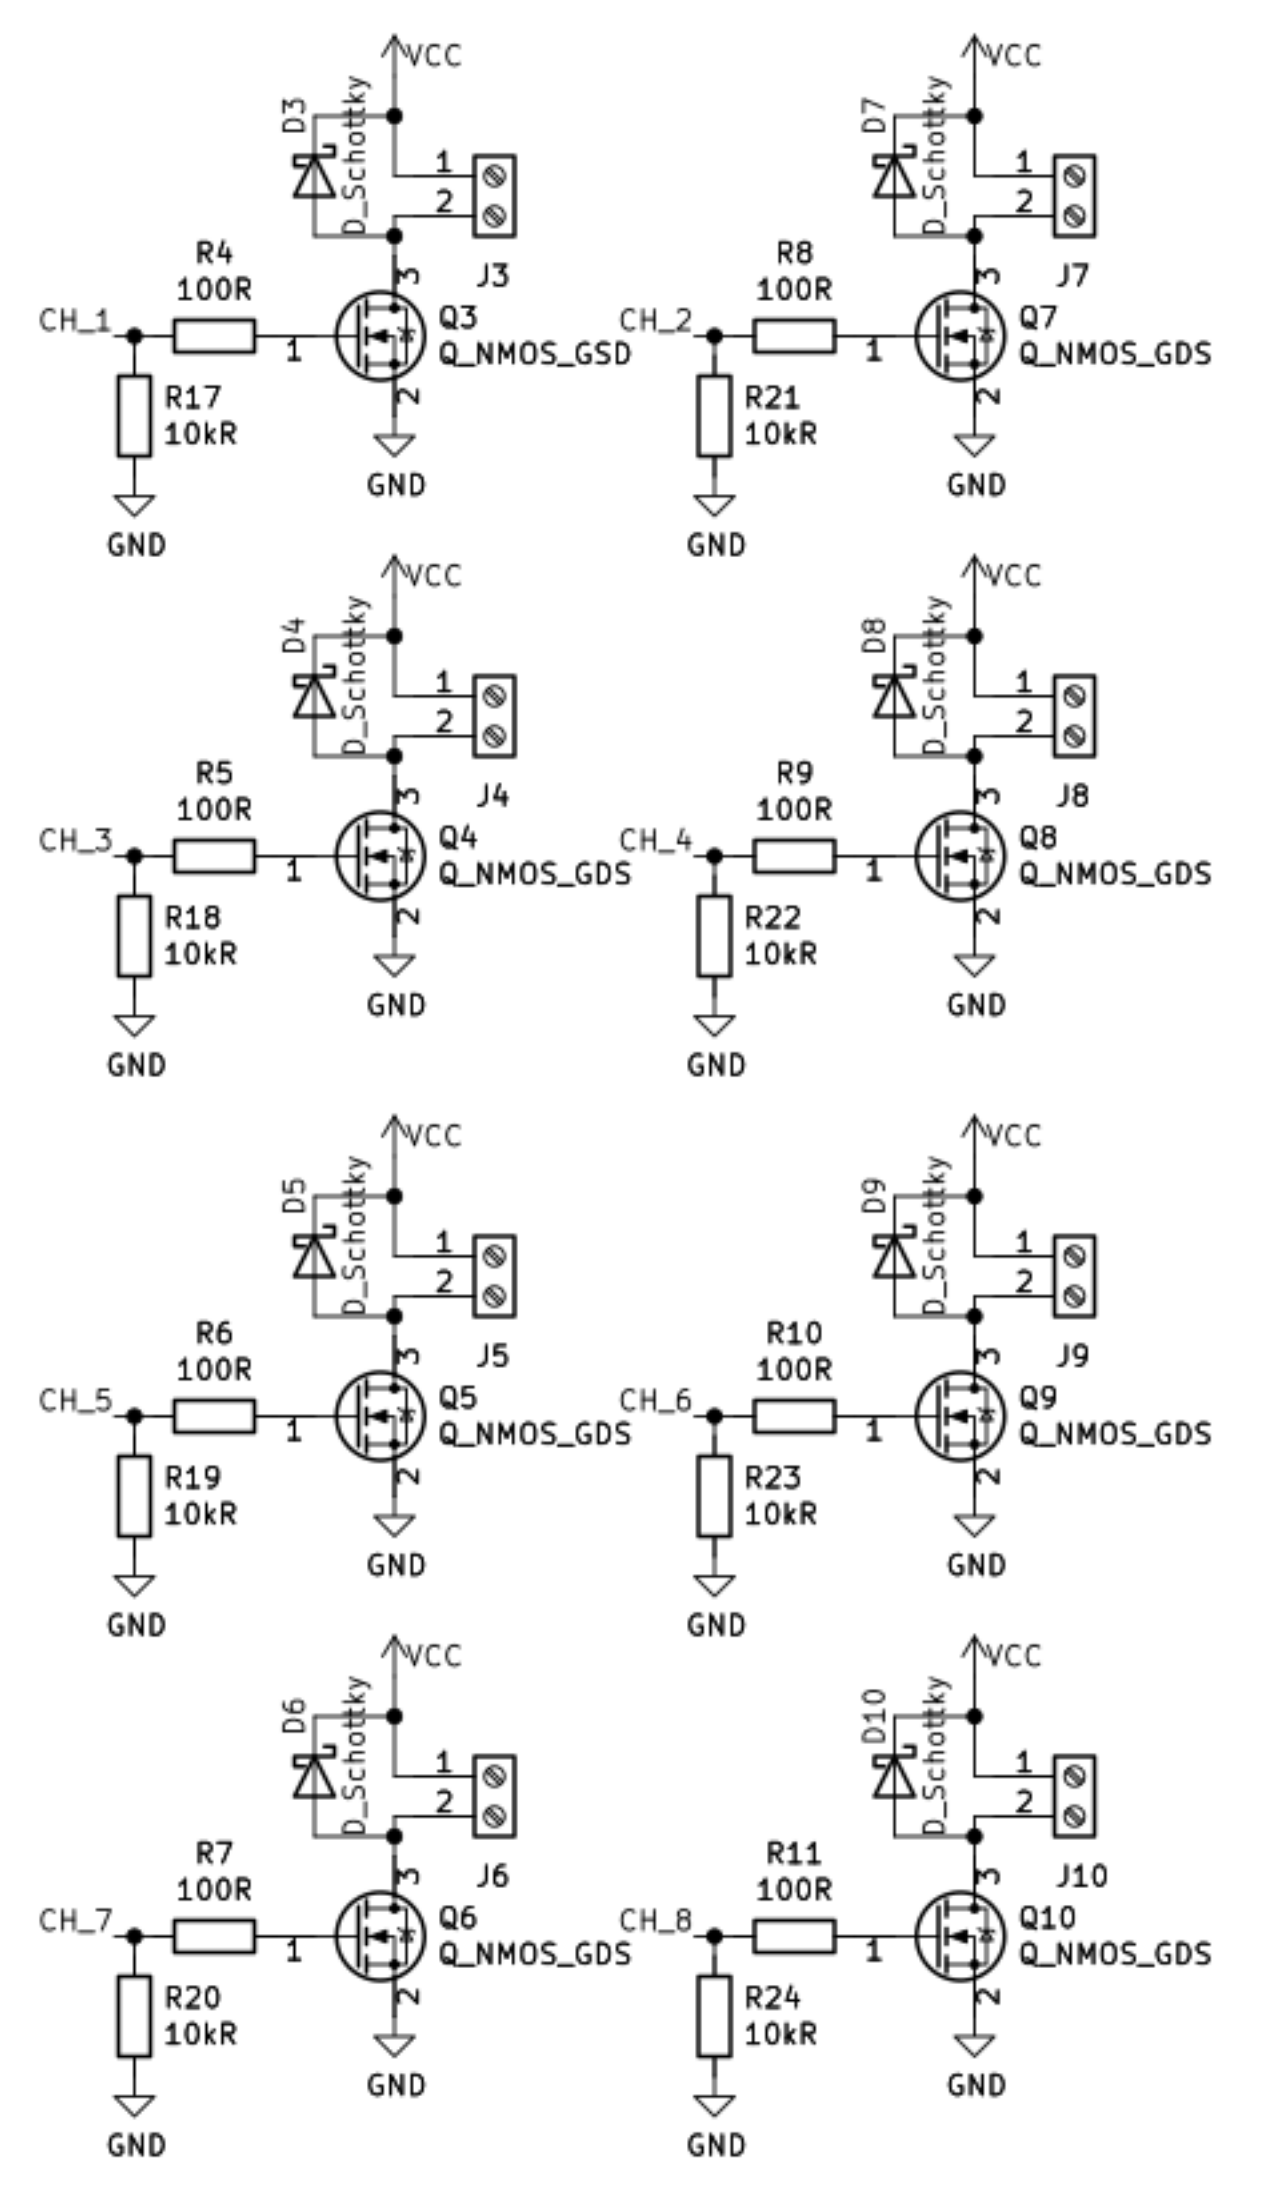 VCC
D3
D_Schottky
1
2
R4
100R
3
J3
CH_1
1
Q3
Q_NMOS_GSD
2
R17
10kR
GND
GND
VCC
D7
D_Schottky
1
2
R8
100R
3
J7
CH_2
1
Q7
Q_NMOS_GDS
2
R21
10kR
GND
GND
VCC
D4
D_Schottky
1
2
R5
100R
3
J4
CH_3
1
Q4
Q_NMOS_GDS
2
R18
10kR
GND
GND
VCC
D8
D_Schottky
1
2
R9
100R
3
J8
CH_4
1
Q8
Q_NMOS_GDS
2
R22
10kR
GND
GND
VCC
D5
D_Schottky
1
2
R6
100R
3
J5
CH_5
1
Q5
Q_NMOS_GDS
2
R19
10kR
GND
GND
VCC
D9
D_Schottky
1
2
R10
100R
3
J9
CH_6
1
Q9
Q_NMOS_GDS
2
R23
10kR
GND
GND
VCC
D6
D_Schottky
1
2
R7
100R
3
J6
CH_7
1
Q6
Q_NMOS_GDS
2
R20
10kR
GND
GND
VCC
D10
D_Schottky
1
2
R11
100R
3
J10
CH_8
1
Q10
Q_NMOS_GDS
2
R24
10kR
GND
GND